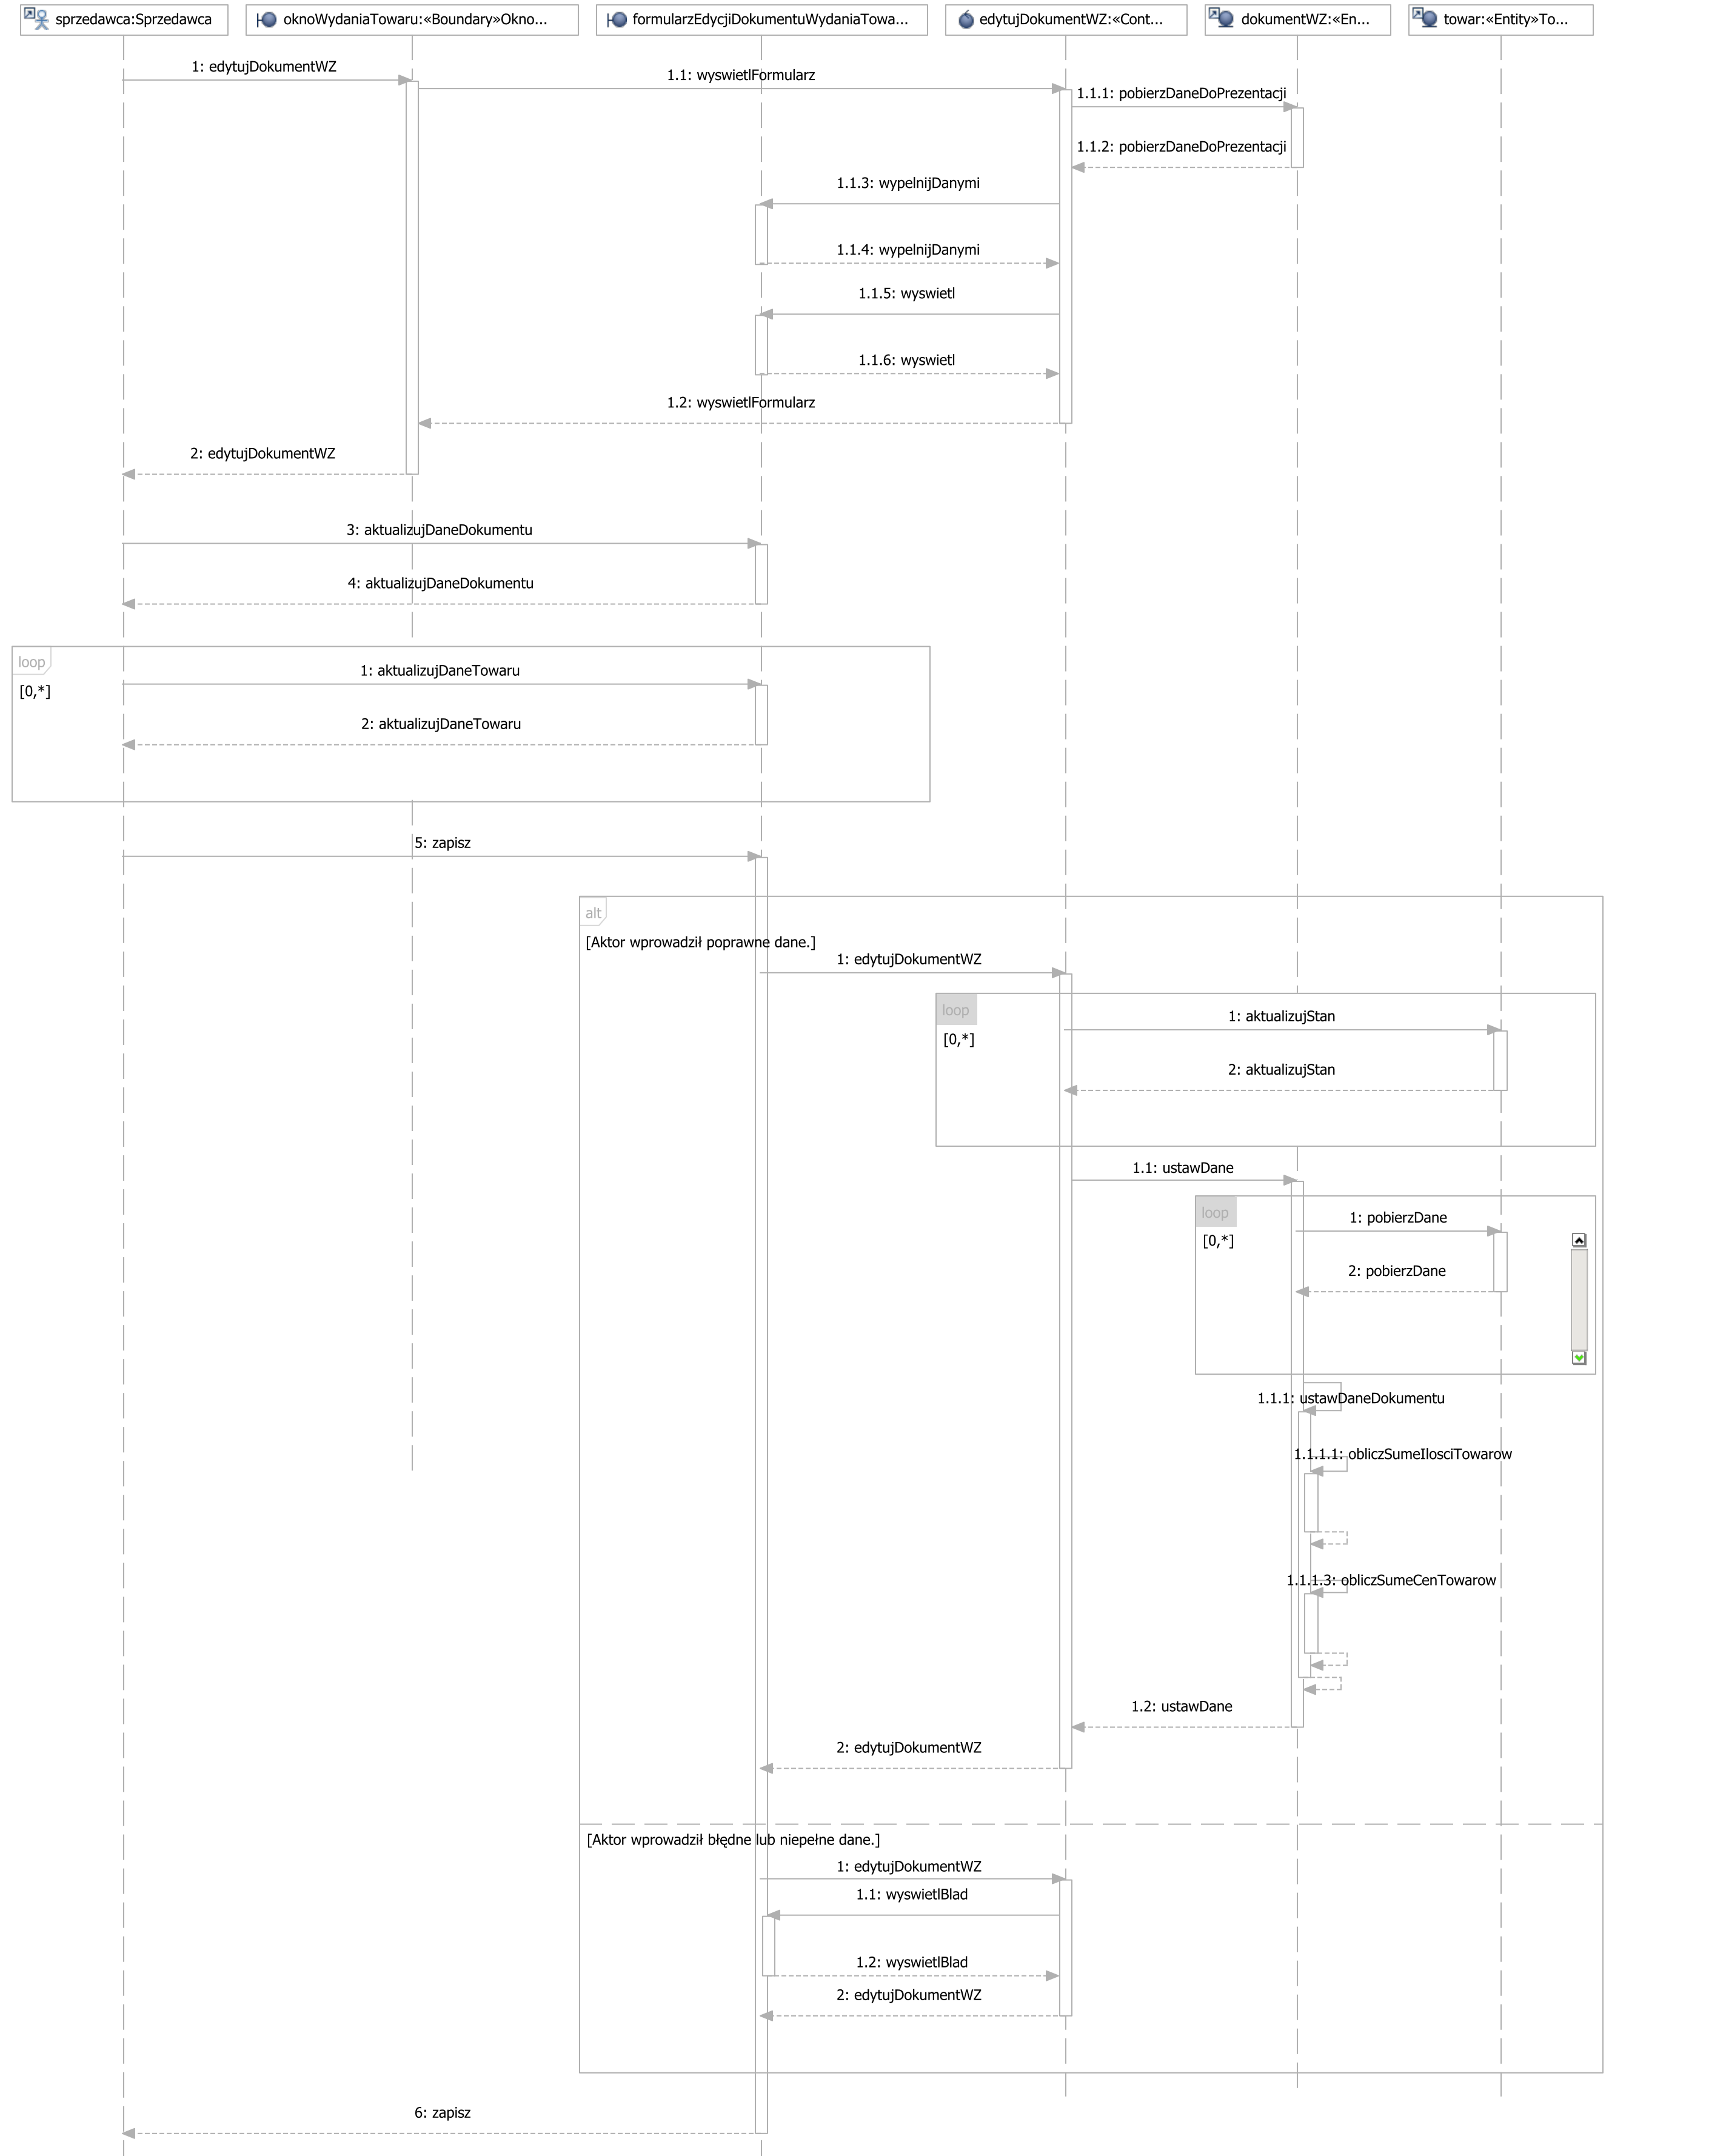 sprzedawca:Sprzedawca
oknoWydaniaTowaru:«Boundary»Okno...
formularzEdycjiDokumentuWydaniaTowa...
edytujDokumentWZ:«Cont...
dokumentWZ:«En...
towar:«Entity»To...
1: edytujDokumentWZ
1.1: wyswietlFormularz
1.1.1: pobierzDaneDoPrezentacji
1.1.2: pobierzDaneDoPrezentacji
1.1.3: wypelnijDanymi
1.1.4: wypelnijDanymi
1.1.5: wyswietl
1.1.6: wyswietl
1.2: wyswietlFormularz
2: edytujDokumentWZ
3: aktualizujDaneDokumentu
4: aktualizujDaneDokumentu
loop
[0,*]
1: aktualizujDaneTowaru
2: aktualizujDaneTowaru
5: zapisz
alt
[Aktor wprowadził poprawne dane.]
1: edytujDokumentWZ
loop
[0,*]
1: aktualizujStan
2: aktualizujStan
1.1: ustawDane
loop
[0,*]
1: pobierzDane
2: pobierzDane
1.1.1: ustawDaneDokumentu
1.1.1.1: obliczSumeIlosciTowarow
1.1.1.3: obliczSumeCenTowarow
1.2: ustawDane
2: edytujDokumentWZ
[Aktor wprowadził błędne lub niepełne dane.]
1: edytujDokumentWZ
1.1: wyswietlBlad
1.2: wyswietlBlad
2: edytujDokumentWZ
6: zapisz